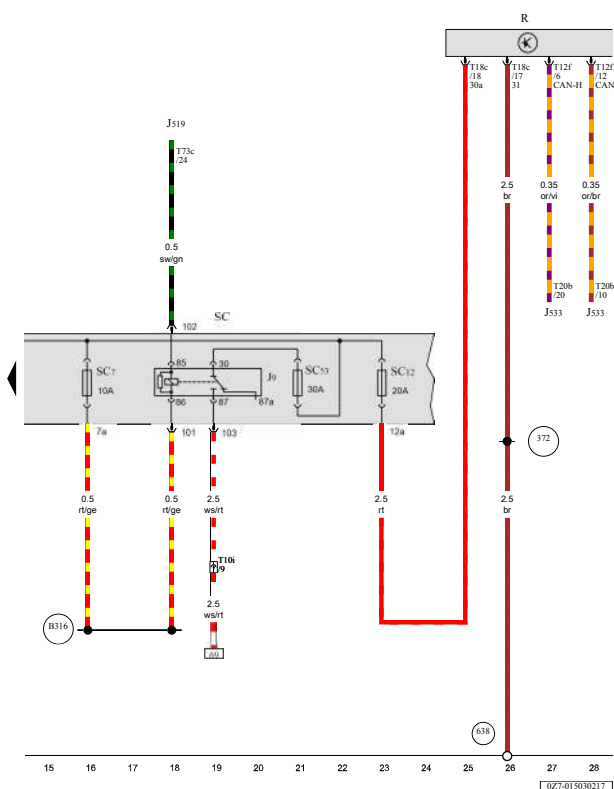 R
T18c
/18
30a
T18c
/17
31
T12f
/6
CAN-H
T12f
/12
CAN
J519
T73c
/24
2.5
br
0.35
or/vi
0.35
or/br
0.5
sw/gn
T20b
/20
T20b
/10
J533
J533
SC
102
85
30
J9
SC7
10A
SC53
30A
SC12
20A
86
87
87a
7a
101
103
12a
372
0.5
rt/ge
0.5
rt/ge
2.5
ws/rt
2.5
rt
2.5
br
T10i
/9
2.5
ws/rt
B316
638
15 16 17 18 19 20 21 22 23 24 25 26 27 28
0Z7-015030217